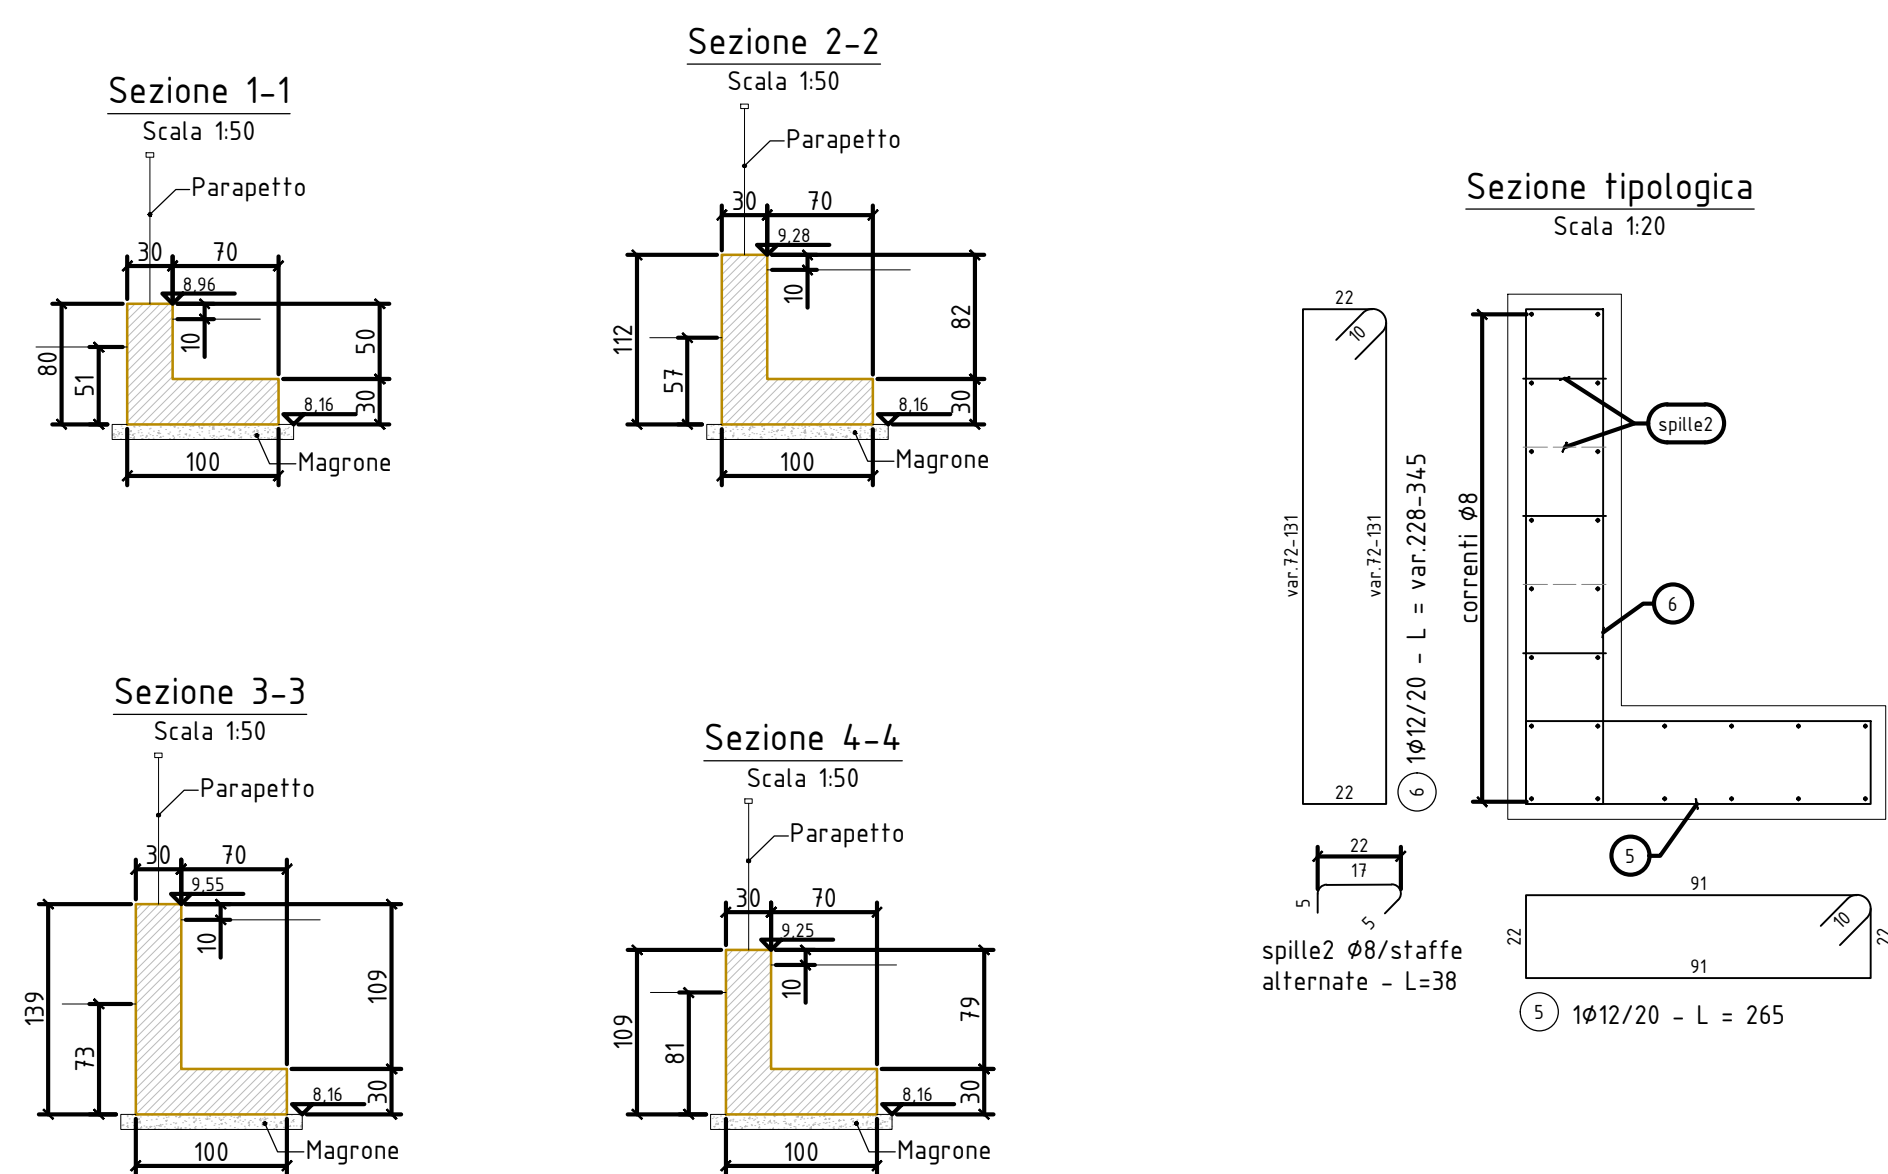 Sezione 1-1
Scala 1:50
Parapetto
30
70
8,96
10
80
51
50
30
8,16
100
Magrone
Sezione 2-2
Scala 1:50
Parapetto
30
70
9,28
10
112
57
82
30
8,16
100
Magrone
Sezione 3-3
Scala 1:50
Parapetto
30
70
9,55
10
139
73
109
30
8,16
100
Magrone
Sezione 4-4
Scala 1:50
Parapetto
30
70
9,25
10
109
81
79
30
8,16
100
Magrone
Sezione tipologica
Scala 1:20
22
10
var.72-131
var.72-131
22
6 1ϕ12/20 - L = var.228-345
correnti ϕ8
spille2
6
5
22
17
5
5
spille2 ϕ8/staffe
alternate - L=38
91
10
22
22
91
5 1ϕ12/20 - L = 265